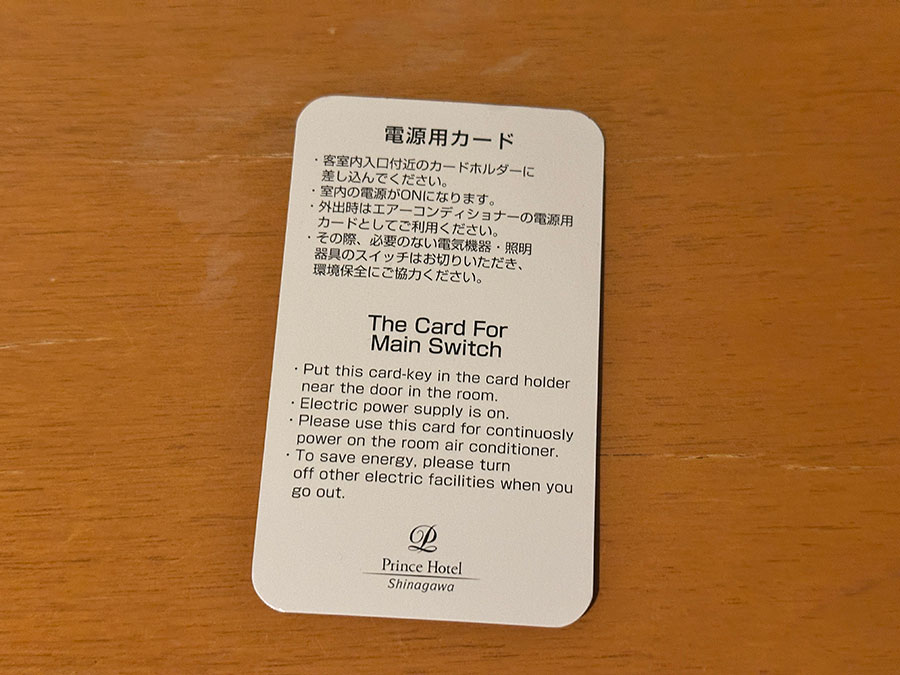 電源用カード
・客室内入口付近のカードホルダーに
差し込んでください。
・室内の電源がONになります。
・外出時はエアーコンディショナーの電源用
カードとしてご利用ください。
・その際、必要のない電気機器・照明
器具のスイッチはお切りいただき、
環境保全にご協力ください。
The Card For
Main Switch
・Put this card-key in the card holder
near the door in the room.
・Electric power supply is on.
・Please use this card for continuosly
power on the room air conditioner.
・To save energy, please turn
off other electric facilities when you
go out.
P
Prince Hotel
Shinagawa